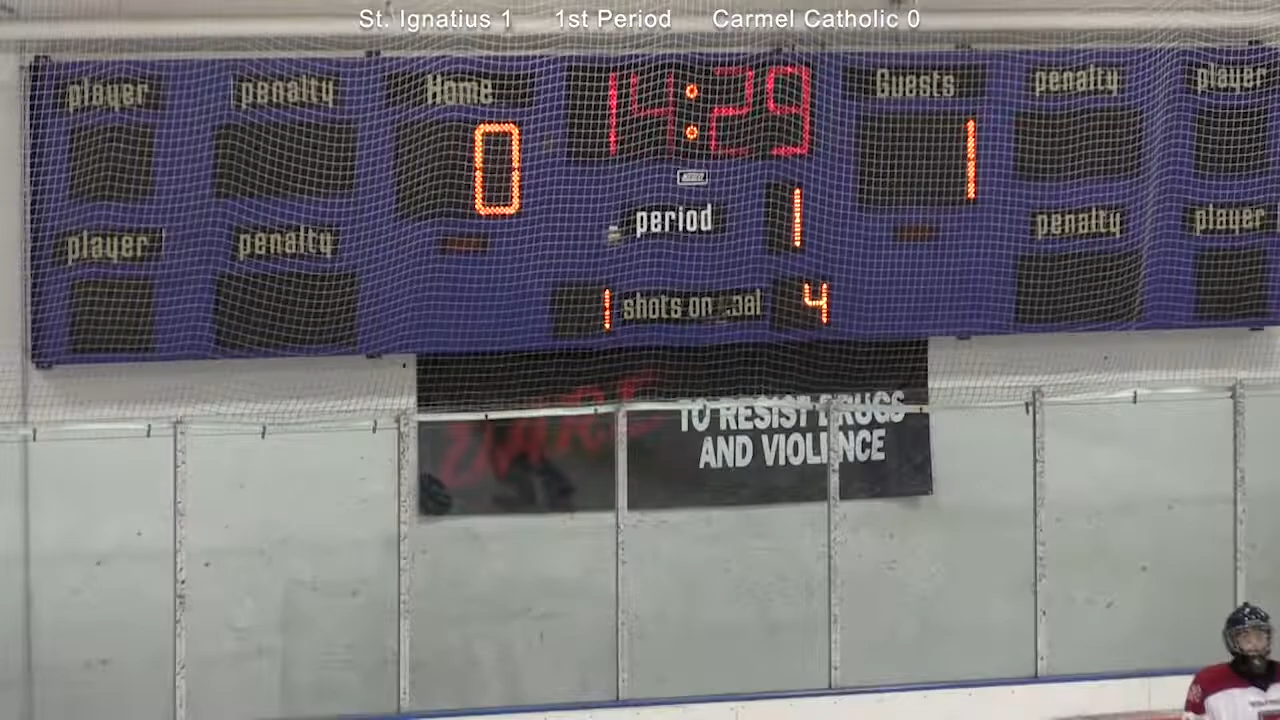 St. Ignatius 1 1st Period Carmel Catholic 0
player penalty Home 14:29 Guests penalty player
0 1
period 1
player penalty penalty player
1 shots on goal 4
DARE
TO RESIST DRUGS
AND VIOLENCE